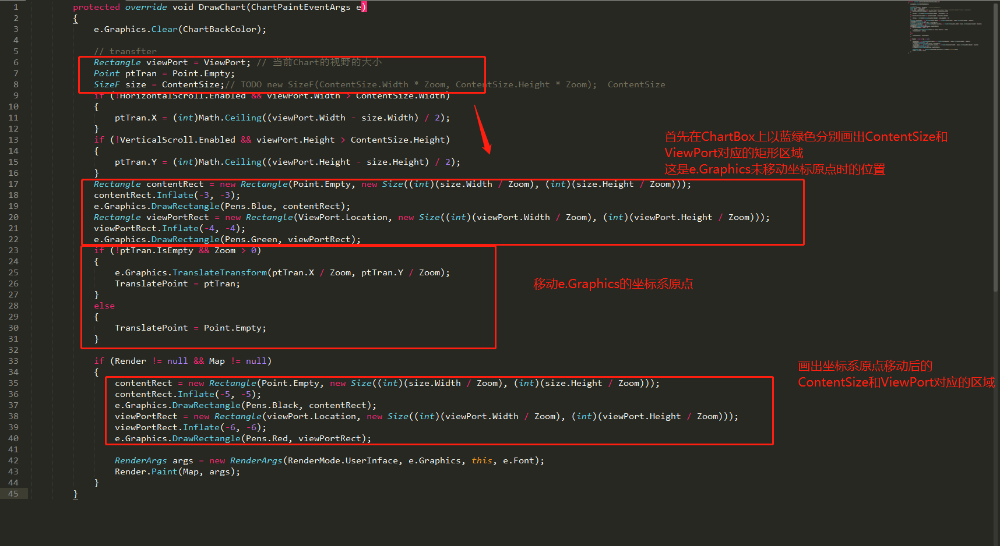 1 protected override void DrawChart(ChartPaintEventArgs e)
2 {
3 e.Graphics.Clear(ChartBackColor);
4
5 // transfter
6 Rectangle viewPort = ViewPort; // 当前Chart的视野的大小
7 Point ptTran = Point.Empty;
8 SizeF size = ContentSize;// TODO new SizeF(ContentSize.Width * Zoom, ContentSize.Height * Zoom);  ContentSize
9 if (!HorizontalScroll.Enabled && viewPort.Width > ContentSize.Width)
10 {
11 ptTran.X = (int)Math.Ceiling((viewPort.Width - size.Width) / 2);
12 }
13 if (!VerticalScroll.Enabled && viewPort.Height > ContentSize.Height)
首先在ChartBox上以蓝绿色分别画出ContentSize和
ViewPort对应的矩形区域
这是e.Graphics未移动坐标原点时的位置
14 {
15 ptTran.Y = (int)Math.Ceiling((viewPort.Height - size.Height) / 2);
16 }
17 Rectangle contentRect = new Rectangle(Point.Empty, new Size((int)(size.Width / Zoom), (int)(size.Height / Zoom)));
18 contentRect.Inflate(-3, -3);
19 e.Graphics.DrawRectangle(Pens.Blue, contentRect);
20 Rectangle viewPortRect = new Rectangle(ViewPort.Location, new Size((int)(viewPort.Width / Zoom), (int)(viewPort.Height / Zoom)));
21 viewPortRect.Inflate(-4, -4);
22 e.Graphics.DrawRectangle(Pens.Green, viewPortRect);
23 if (!ptTran.IsEmpty && Zoom > 0)
24 {
25 e.Graphics.TranslateTransform(ptTran.X / Zoom, ptTran.Y / Zoom);
26 TranslatePoint = ptTran;
移动e.Graphics的坐标系原点
27 }
28 else
29 {
30 TranslatePoint = Point.Empty;
31 }
32
33 if (Render != null && Map != null)
34 {
画出坐标系原点移动后的
ContentSize和ViewPort对应的区域
35 contentRect = new Rectangle(Point.Empty, new Size((int)(size.Width / Zoom), (int)(size.Height / Zoom)));
36 contentRect.Inflate(-5, -5);
37 e.Graphics.DrawRectangle(Pens.Black, contentRect);
38 viewPortRect = new Rectangle(viewPort.Location, new Size((int)(viewPort.Width / Zoom), (int)(viewPort.Height / Zoom)));
39 viewPortRect.Inflate(-6, -6);
40 e.Graphics.DrawRectangle(Pens.Red, viewPortRect);
41
42 RenderArgs args = new RenderArgs(RenderMode.UserInface, e.Graphics, this, e.Font);
43 Render.Paint(Map, args);
44 }
45 }